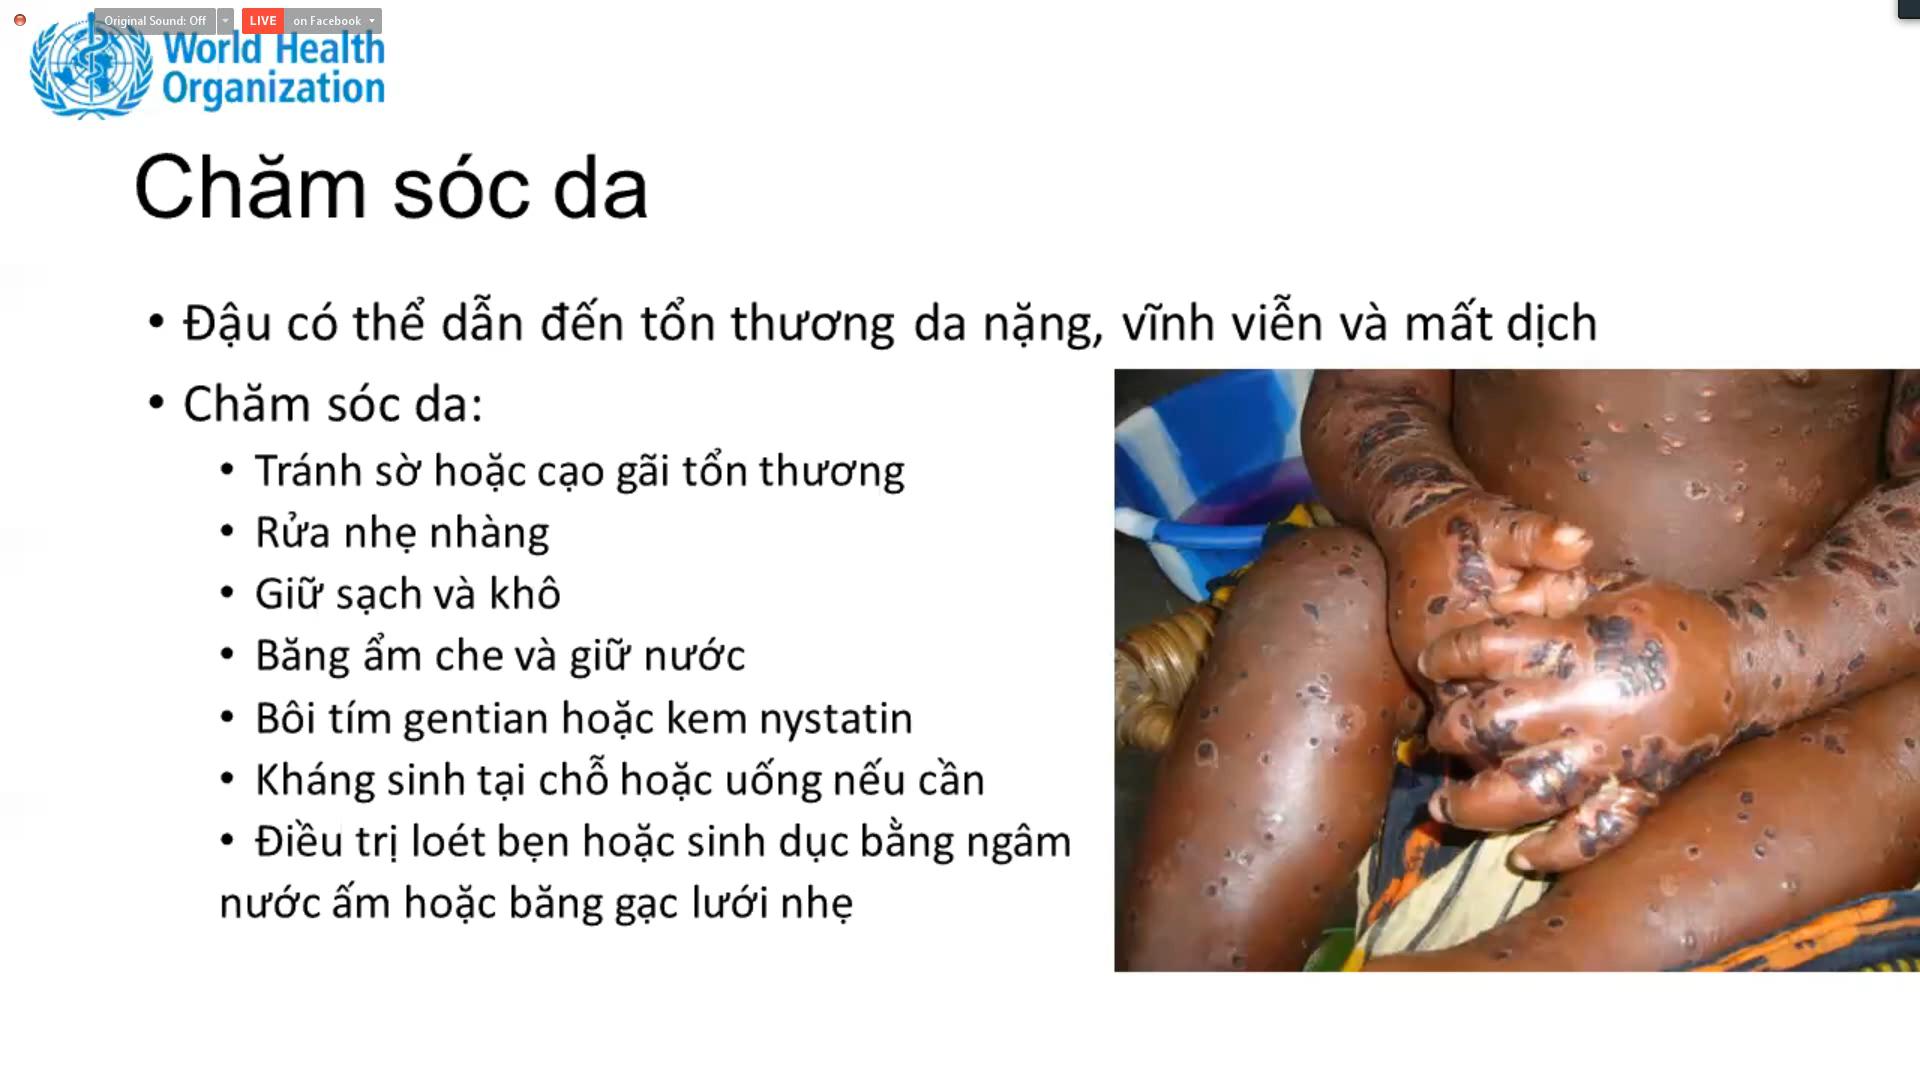 Original Sound: Off
LIVE on Facebook
World Health
Organization
Chăm sóc da
• Đậu có thể dẫn đến tổn thương da nặng, vĩnh viễn và mất dịch
• Chăm sóc da:
• Tránh sờ hoặc cạo gãi tổn thương
• Rửa nhẹ nhàng
• Giữ sạch và khô
• Băng ẩm che và giữ nước
• Bôi tím gentian hoặc kem nystatin
• Kháng sinh tại chỗ hoặc uống nếu cần
• Điều trị loét bẹn hoặc sinh dục bằng ngâm
nước ấm hoặc băng gạc lưới nhẹ